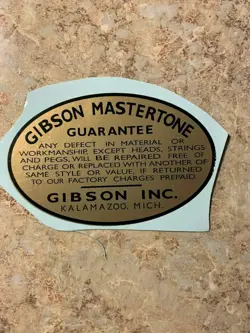 GIBSON MASTERTONE
GUARANTEE
ANY DEFECT IN MATERIAL OR
WORKMANSHIP, EXCEPT HEADS, STRINGS
AND PEGS, WILL BE REPAIRED FREE OF
CHARGE OR REPLACED WITH ANOTHER OF
SAME STYLE OR VALUE, IF RETURNED
TO OUR FACTORY CHARGES PREPAID.
GIBSON INC.
KALAMAZOO, MICH.